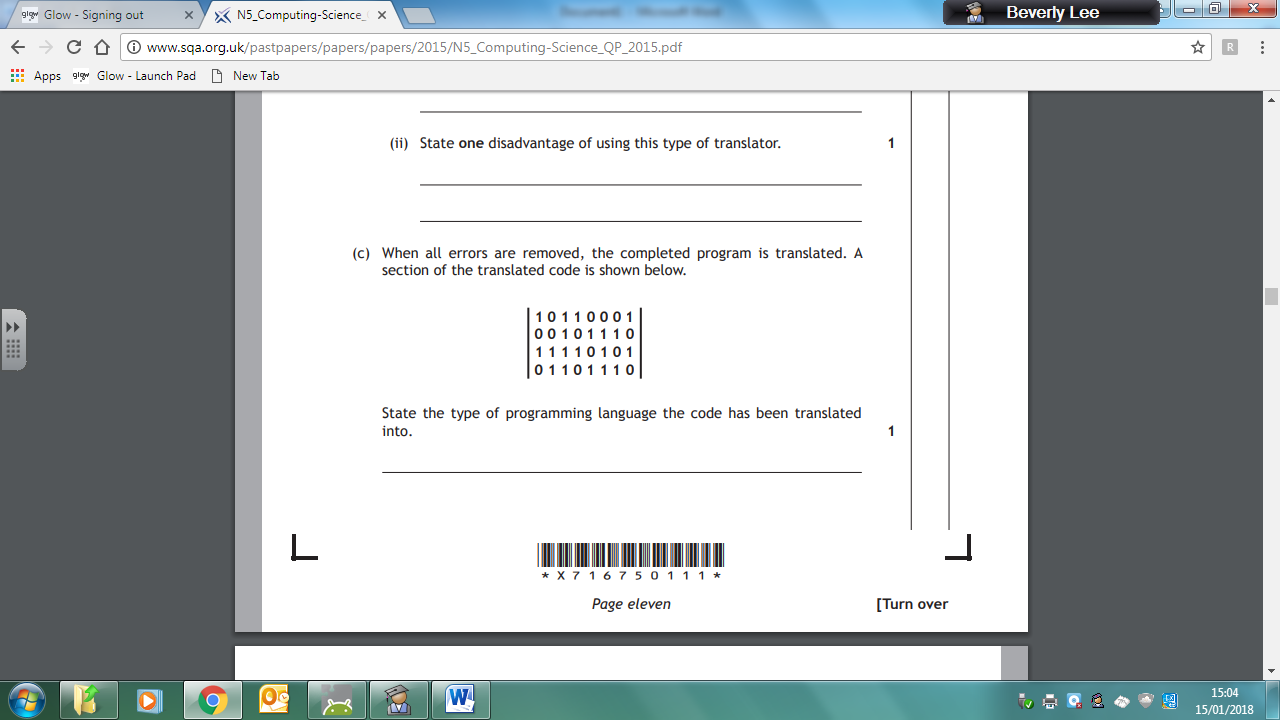 Glow - Signing out
N5_Computing-Science_
Document1 - Microsoft Word
Beverly Lee
www.sqa.org.uk/pastpapers/papers/papers/2015/N5_Computing-Science_QP_2015.pdf
R
Apps
glow
Glow - Launch Pad
New Tab
(ii) State one disadvantage of using this type of translator. 1
(c) When all errors are removed, the completed program is translated. A
section of the translated code is shown below.
1 0 1 1 0 0 0 1
0 0 1 0 1 1 1 0
1 1 1 1 0 1 0 1
0 1 1 0 1 1 1 0
State the type of programming language the code has been translated
into. 1
* X 7 1 6 7 5 0 1 1 1 *
Page eleven
[Turn over
15:04
15/01/2018